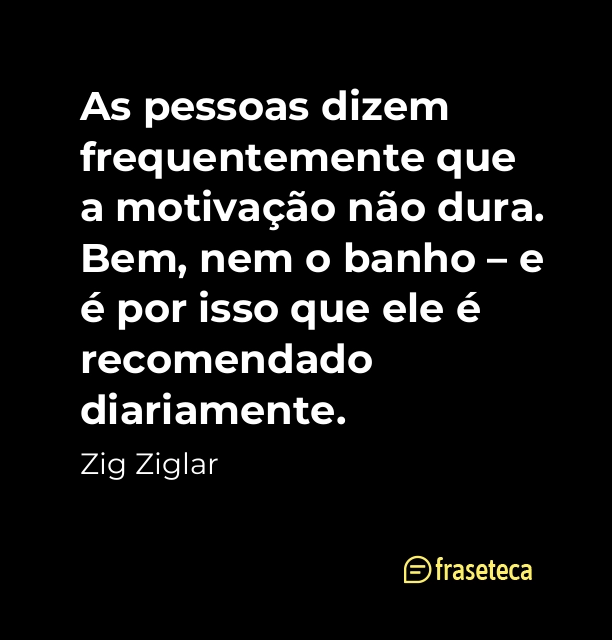 As pessoas dizem
frequentemente que
a motivação não dura.
Bem, nem o banho – e
é por isso que ele é
recomendado
diariamente.
Zig Ziglar
fraseteca